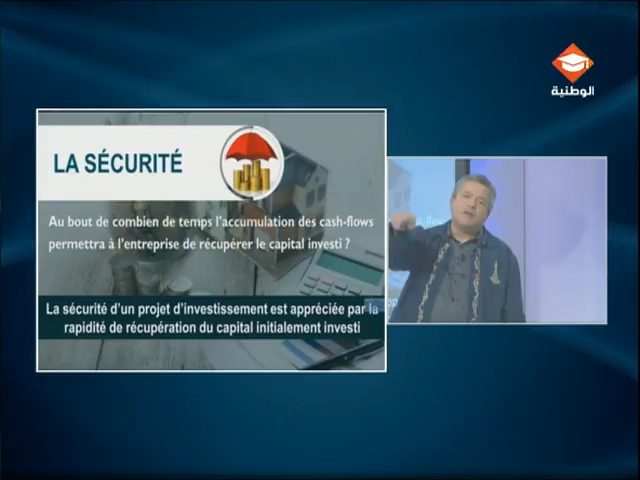 الوطنية
LA SÉCURITÉ
Au bout de combien de temps l'accumulation des cash-flows
permettra à l'entreprise de récupérer le capital investi ?
La sécurité d'un projet d'investissement est appréciée par la
rapidité de récupération du capital initialement investi